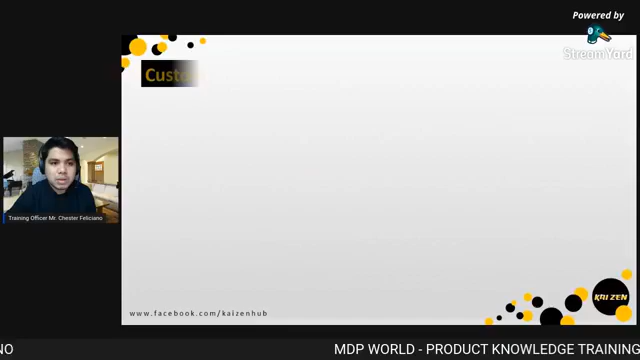 Powered by
StreamYard
Custo
Training Officer Mr. Chester Feliciano
KAIZEN
www.facebook.com/kaizenhub
NO
MDP WORLD - PRODUCT KNOWLEDGE TRAINING